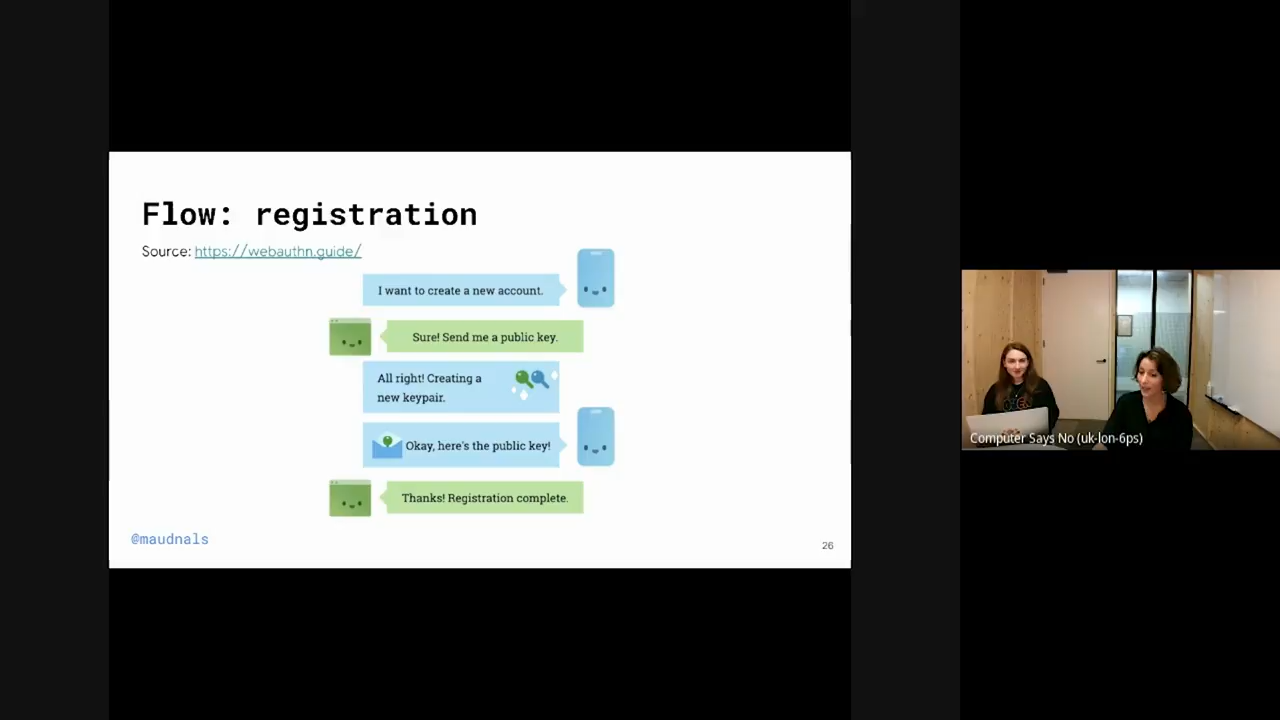 Flow: registration
Source: https://webauthn.guide/
I want to create a new account.
Sure! Send me a public key.
All right! Creating a
new keypair.
Okay, here's the public key!
Thanks! Registration complete.
@maudnals
26
Computer Says No (uk-lon-6ps)